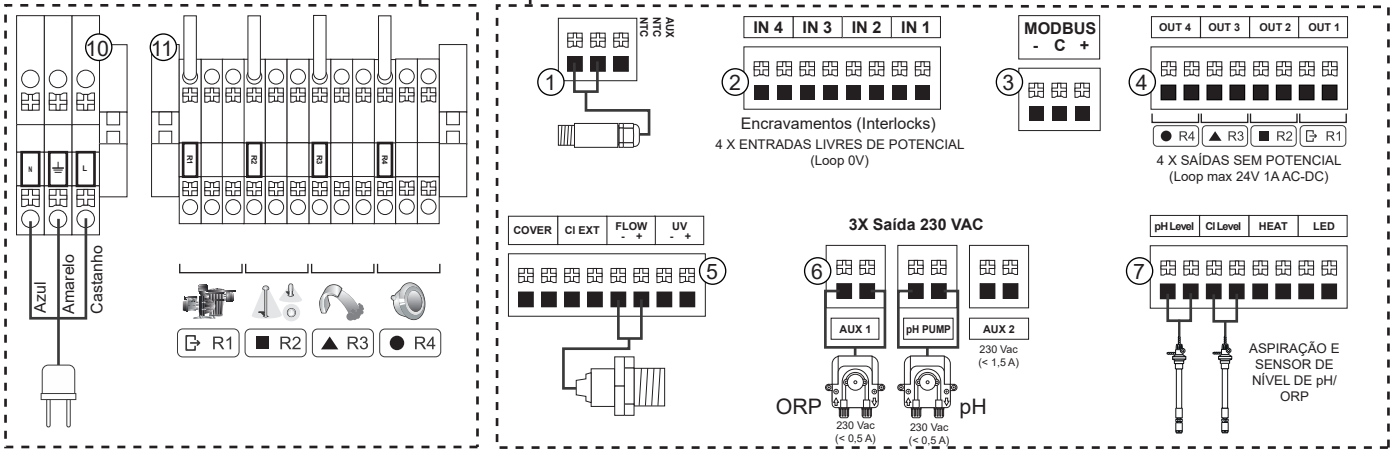 10
N
L
Azul
Amarelo
Castanho
11
R1
R2
R3
R4
R1
R2
R3
R4
1
NTC
NTC
AUX
IN 4 IN 3 IN 2 IN 1
2
Encravamentos (Interlocks)
4 X ENTRADAS LIVRES DE POTENCIAL
(Loop 0V)
MODBUS
- C +
3
OUT 4 OUT 3 OUT 2 OUT 1
4
R4 R3 R2 R1
4 X SAÍDAS SEM POTENCIAL
(Loop max 24V 1A AC-DC)
COVER CI EXT FLOW UV
- + - +
5
3X Saída 230 VAC
6
AUX 1
pH PUMP
AUX 2
230 Vac
(< 1,5 A)
ORP
pH
230 Vac
(< 0,5 A)
230 Vac
(< 0,5 A)
pH Level CI Level HEAT LED
7
ASPIRAÇÃO E
SENSOR DE
NÍVEL DE pH/
ORP